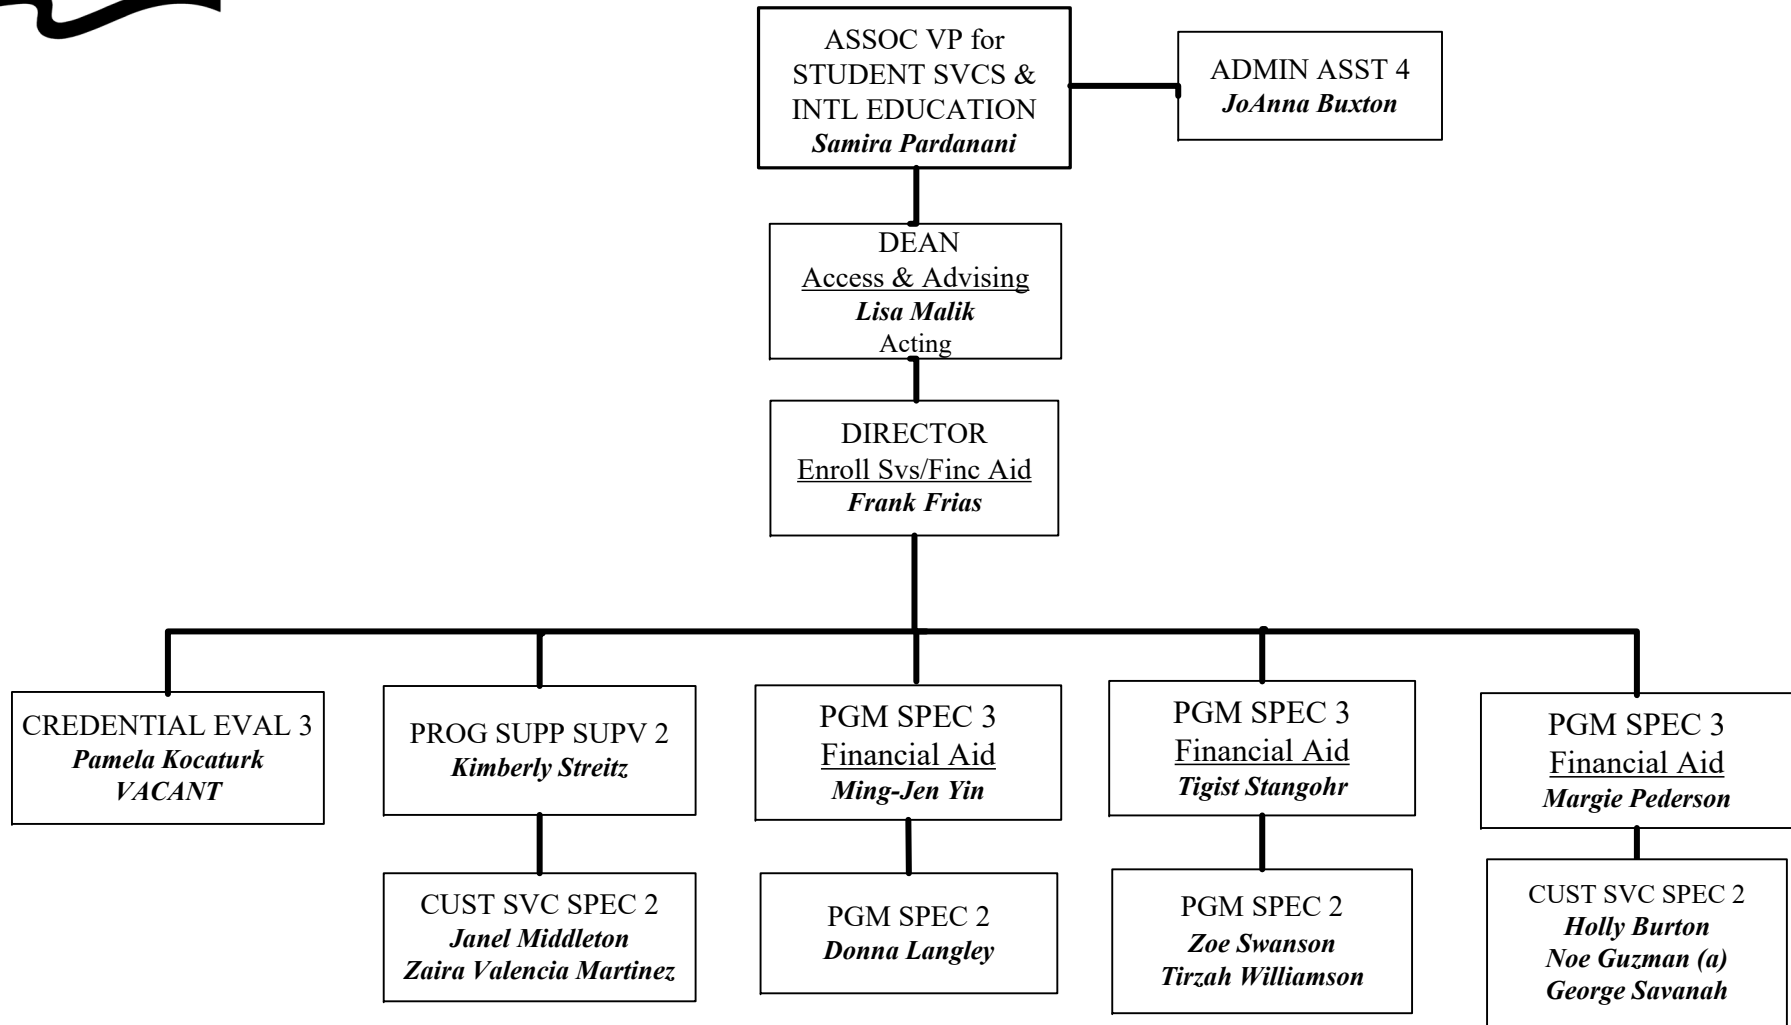 ASSOC VP for
STUDENT SVCS &
INTL EDUCATION
Samira Pardanani
ADMIN ASST 4
JoAnna Buxton
DEAN
Access & Advising
Lisa Malik
Acting
DIRECTOR
Enroll Svs/Finc Aid
Frank Frias
CREDENTIAL EVAL 3
Pamela Kocaturk
VACANT
PROG SUPP SUPV 2
Kimberly Streitz
PGM SPEC 3
Financial Aid
Ming-Jen Yin
PGM SPEC 3
Financial Aid
Tigist Stangohr
PGM SPEC 3
Financial Aid
Margie Pederson
CUST SVC SPEC 2
Janel Middleton
Zaira Valencia Martinez
PGM SPEC 2
Donna Langley
PGM SPEC 2
Zoe Swanson
Tirzah Williamson
CUST SVC SPEC 2
Holly Burton
Noe Guzman (a)
George Savanah